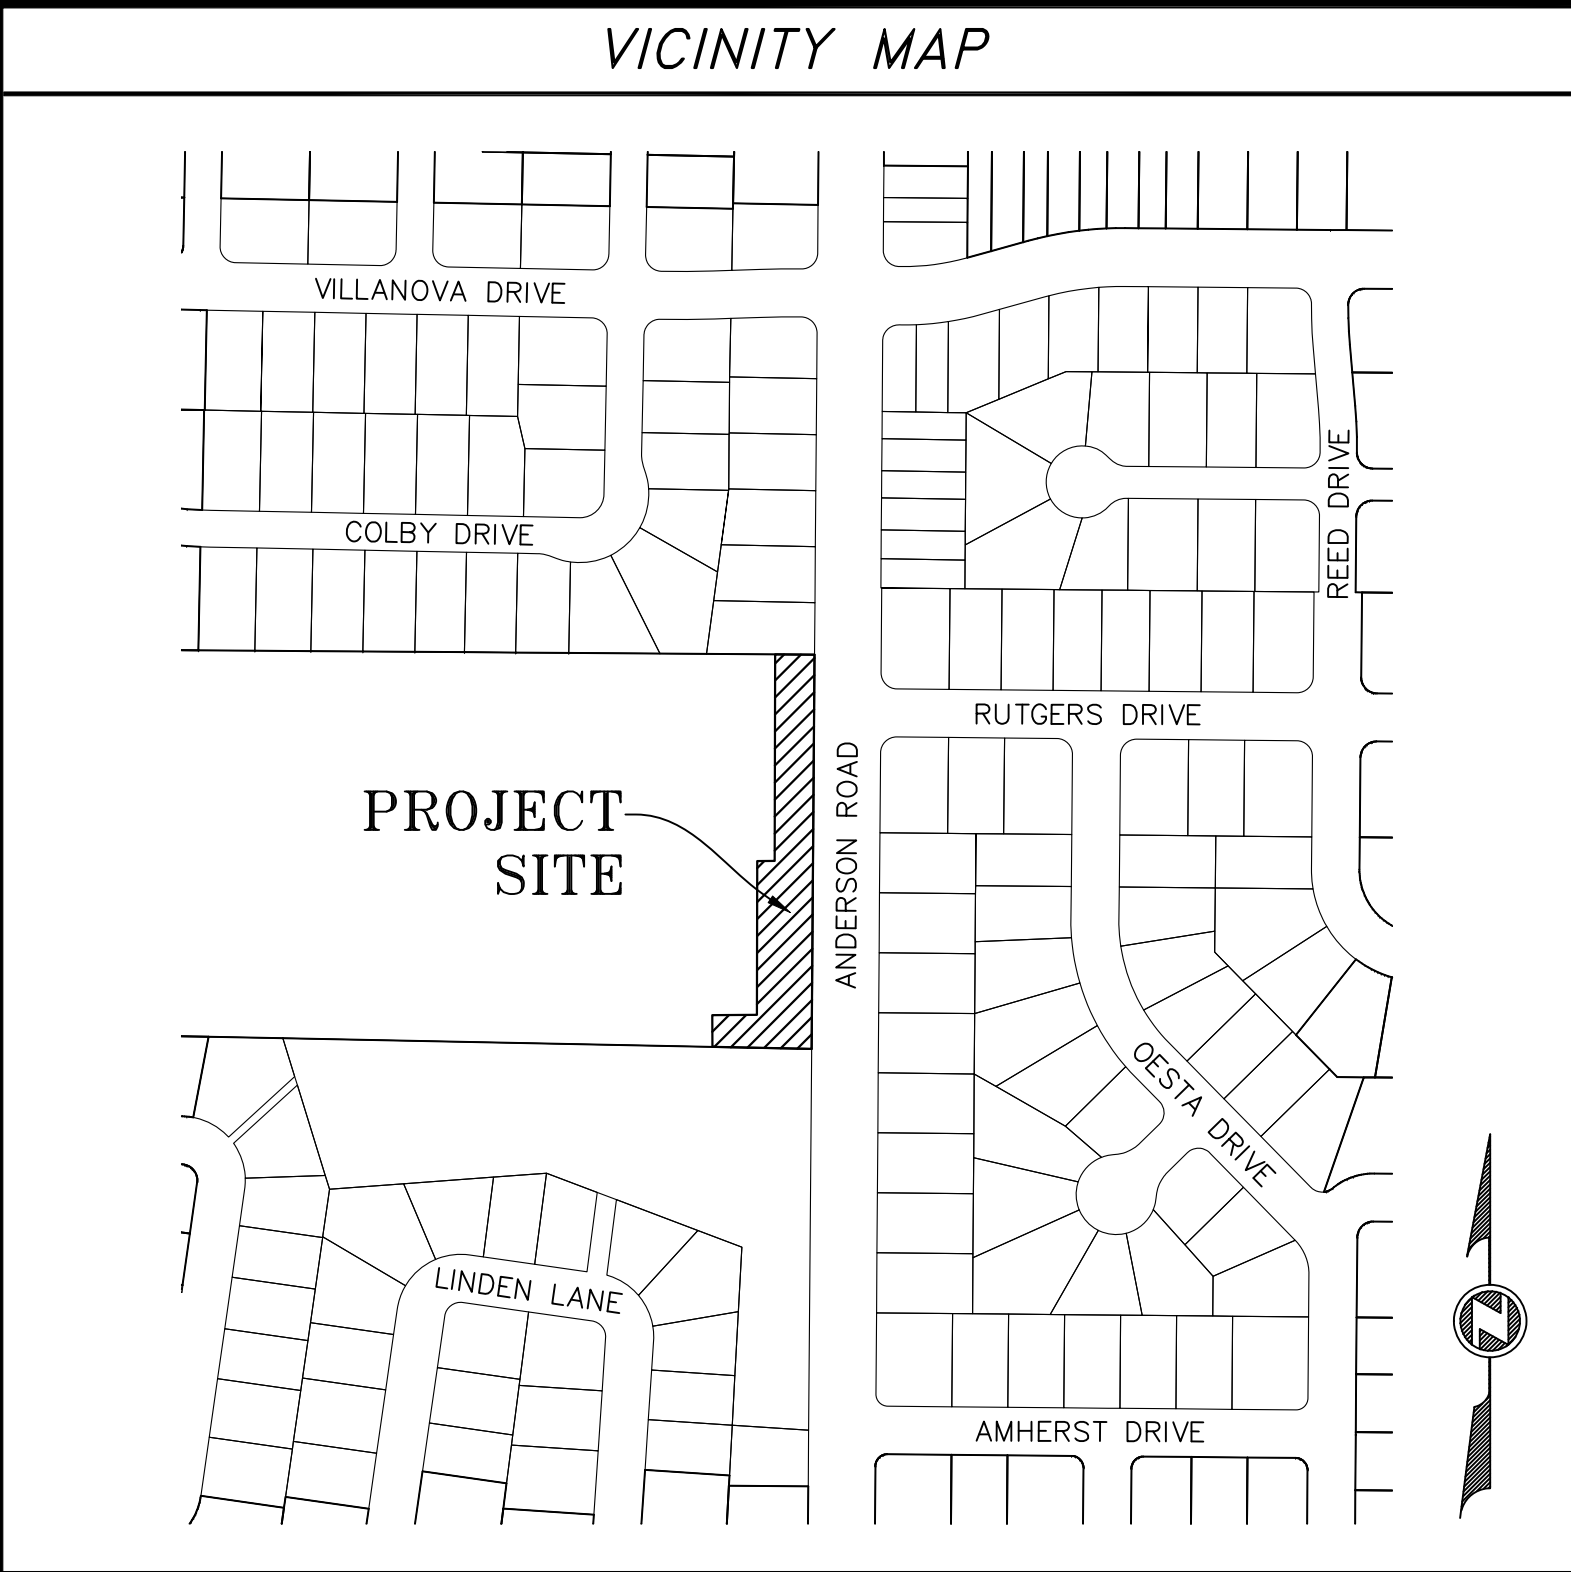 VICINITY MAP
VILLANOVA DRIVE
COLBY DRIVE
REED DRIVE
RUTGERS DRIVE
PROJECT
SITE
ANDERSON ROAD
OESTA DRIVE
LINDEN LANE
N
AMHERST DRIVE